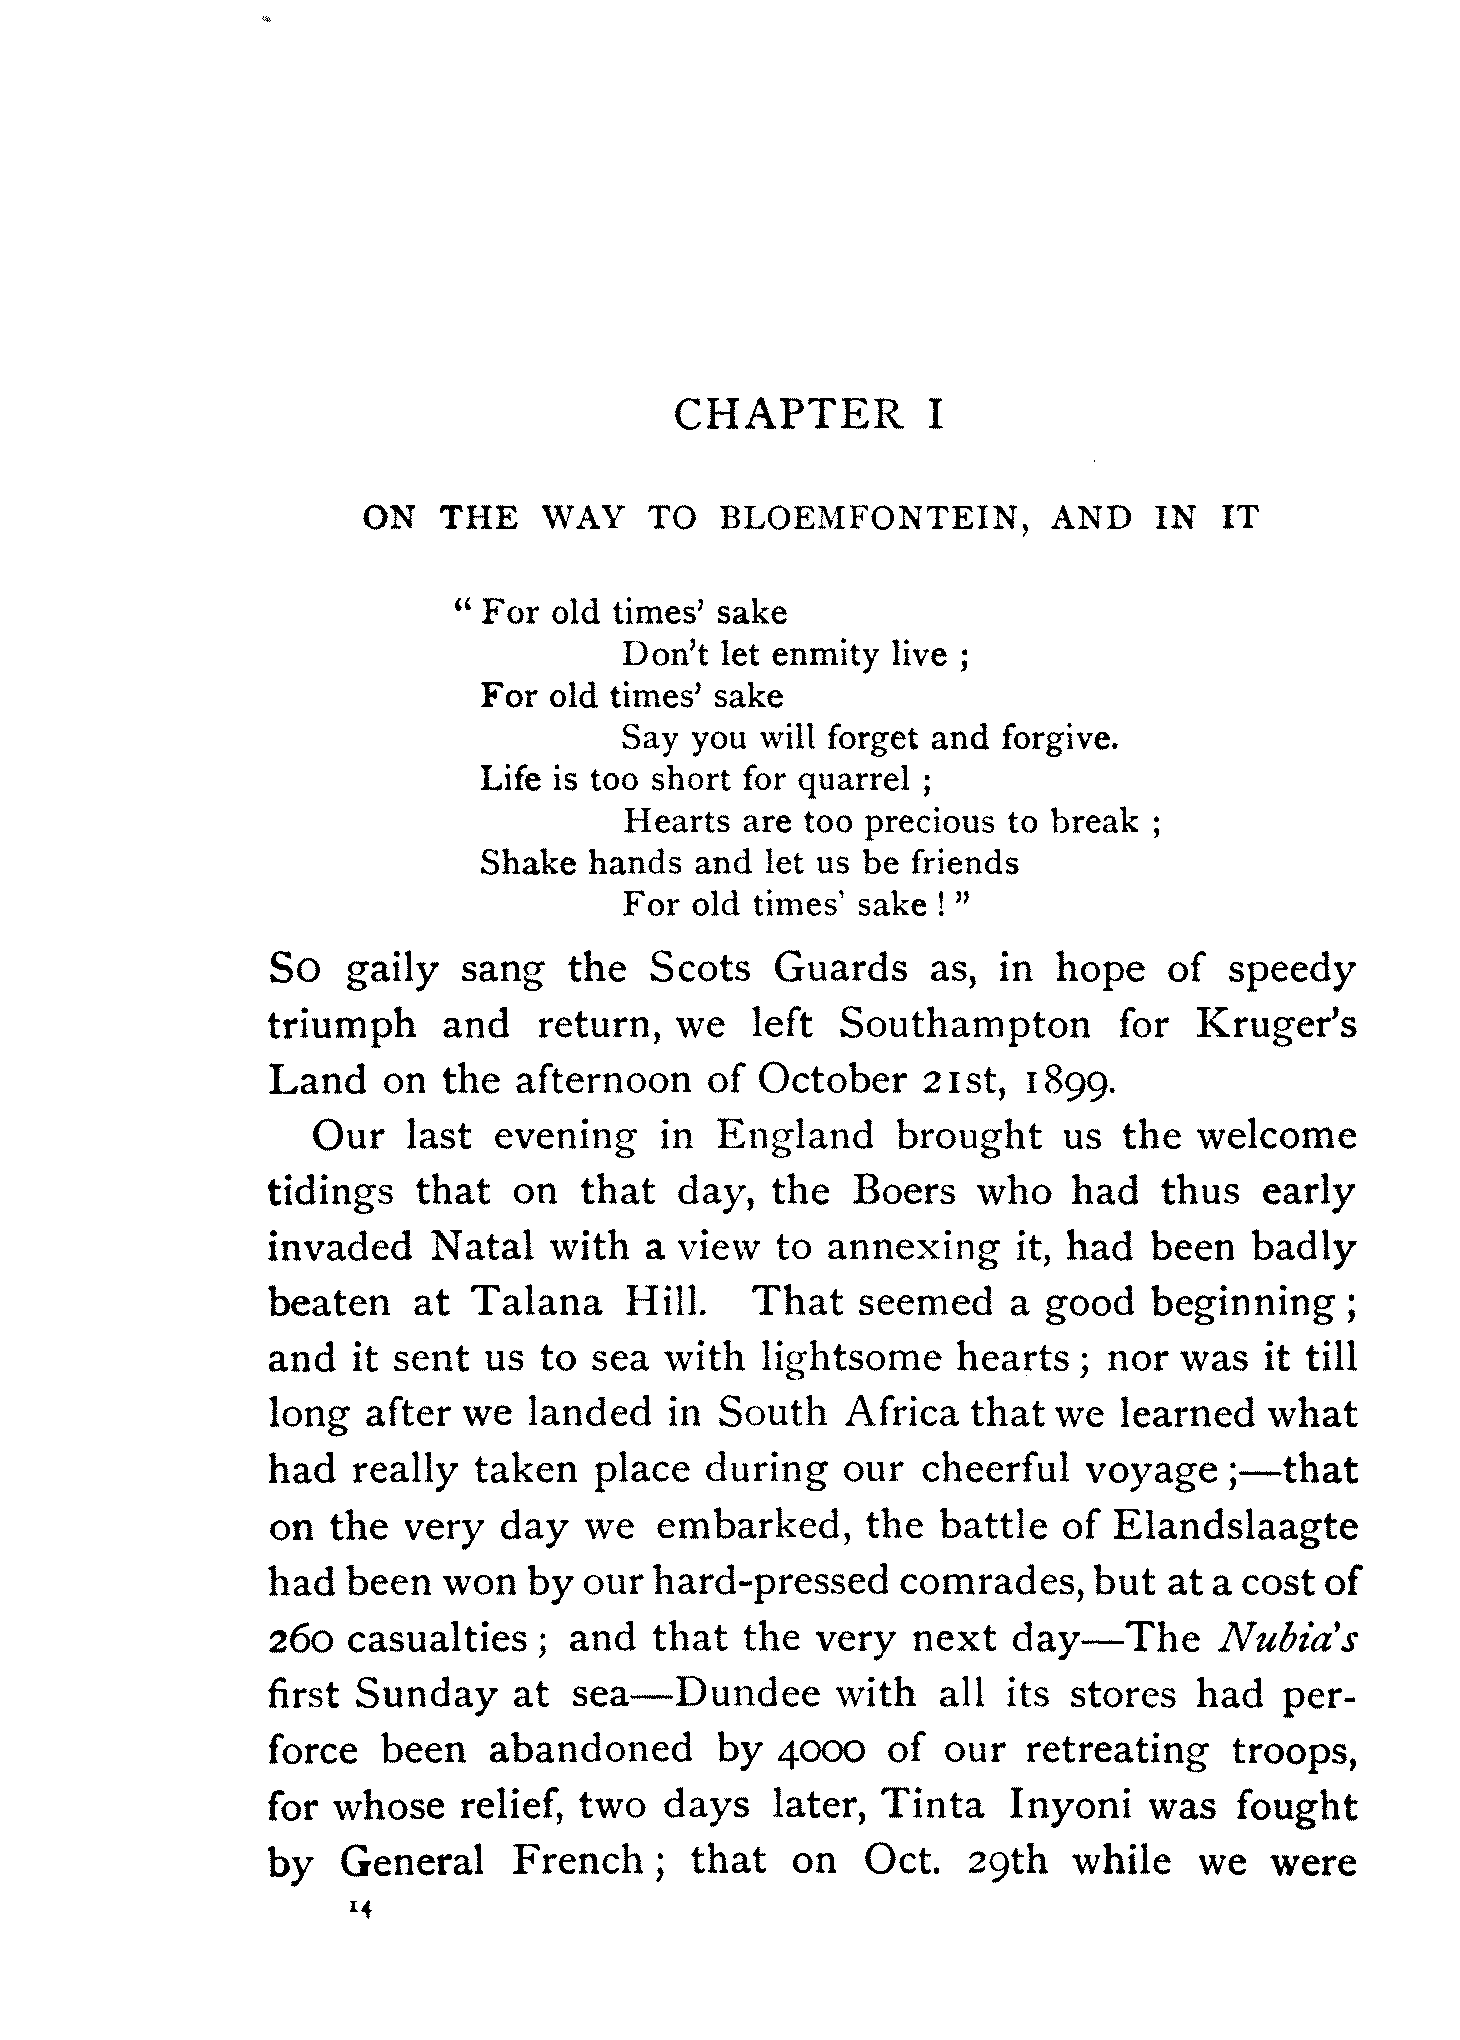 CHAPTER I
ON THE WAY TO BLOEMFONTEIN, AND IN IT
“ For old times’ sake
Don’t let enmity live ;
For old times’ sake
Say you will forget and forgive.
Life is too short for quarrel ;
Hearts are too precious to break ;
Shake hands and let us be friends
For old times’ sake ! ”
So gaily sang the Scots Guards as, in hope of speedy
triumph and return, we left Southampton for Kruger’s
Land on the afternoon of October 21st, 1899.
Our last evening in England brought us the welcome
tidings that on that day, the Boers who had thus early
invaded Natal with a view to annexing it, had been badly
beaten at Talana Hill. That seemed a good beginning ;
and it sent us to sea with lightsome hearts ; nor was it till
long after we landed in South Africa that we learned what
had really taken place during our cheerful voyage ;—that
on the very day we embarked, the battle of Elandslaagte
had been won by our hard-pressed comrades, but at a cost of
260 casualties ; and that the very next day—The Nubia’s
first Sunday at sea—Dundee with all its stores had per-
force been abandoned by 4000 of our retreating troops,
for whose relief, two days later, Tinta Inyoni was fought
by General French ; that on Oct. 29th while we were
14